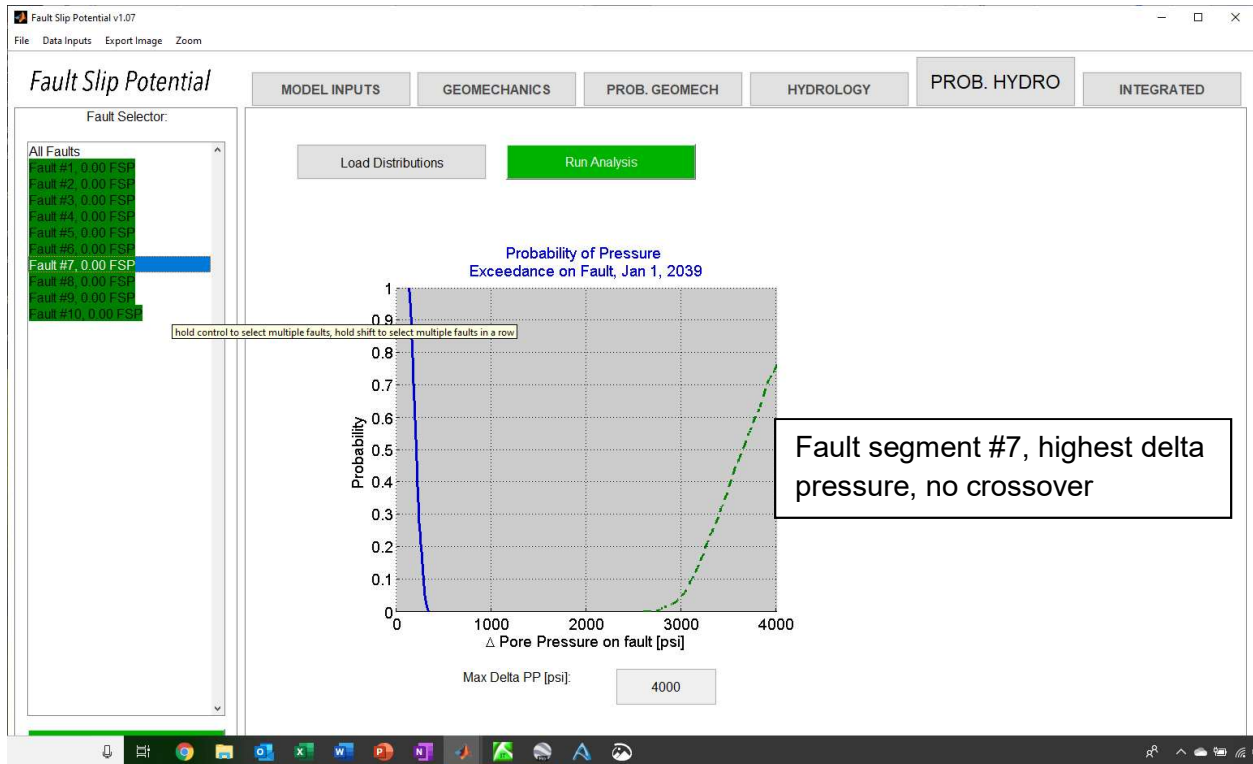 Fault Slip Potential v1.07
File Data Inputs Export Image Zoom
Fault Slip Potential
MODEL INPUTS
GEOMECHANICS
PROB. GEOMECH
HYDROLOGY
PROB. HYDRO
INTEGRATED
Fault Selector:
All Faults
Fault #1, 0.00 FSP
Fault #2, 0.00 FSP
Fault #3, 0.00 FSP
Fault #4, 0.00 FSP
Fault #5, 0.00 FSP
Fault #6, 0.00 FSP
Fault #7, 0.00 FSP
Fault #8, 0.00 FSP
Fault #9, 0.00 FSP
Fault #10, 0.00 FSP
hold control to select multiple faults, hold shift to select multiple faults in a row
Load Distributions
Run Analysis
Probability of Pressure
Exceedance on Fault, Jan 1, 2039
1
0.9
0.8
0.7
0.6
0.5
0.4
0.3
0.2
0.1
0
Probability
0 1000 2000 3000 4000
Δ Pore Pressure on fault [psi]
Max Delta PP [psi]:
4000
Fault segment #7, highest delta
pressure, no crossover